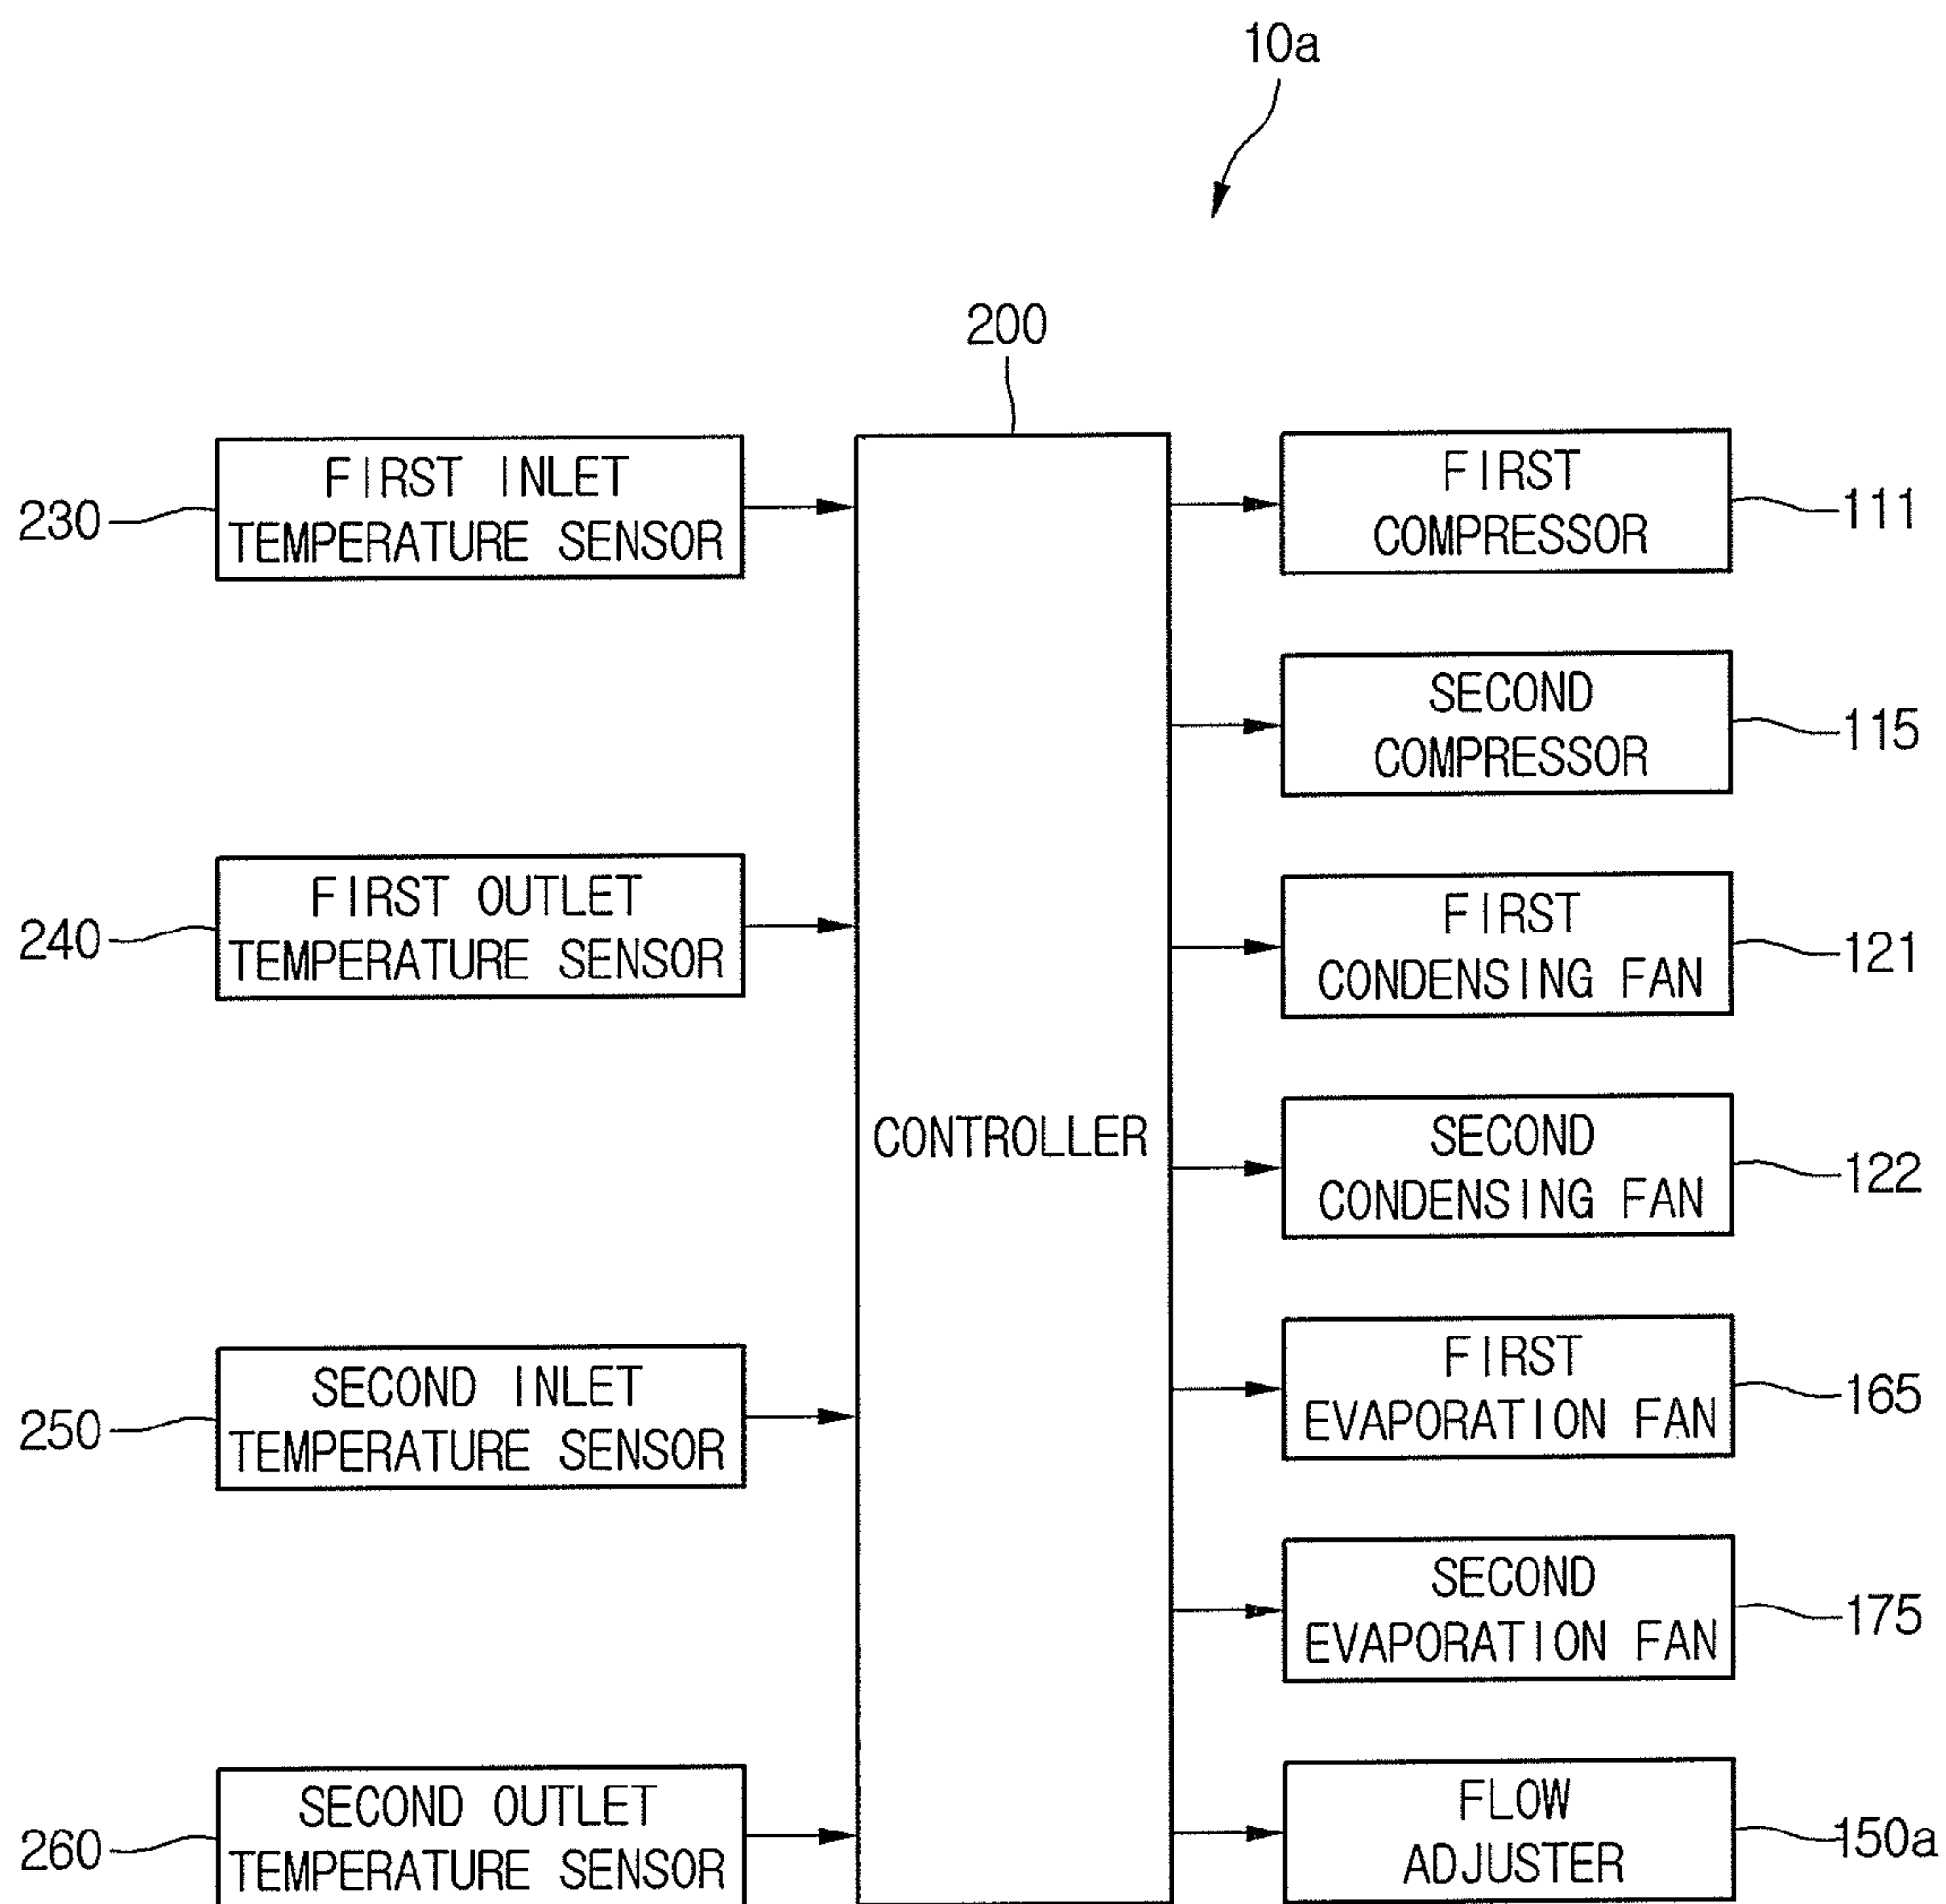 10a
200
FIRST INLET
TEMPERATURE SENSOR
230
FIRST OUTLET
TEMPERATURE SENSOR
240
SECOND INLET
TEMPERATURE SENSOR
250
SECOND OUTLET
TEMPERATURE SENSOR
260
CONTROLLER
FIRST
COMPRESSOR
111
SECOND
COMPRESSOR
115
FIRST
CONDENSING FAN
121
SECOND
CONDENSING FAN
122
FIRST
EVAPORATION FAN
165
SECOND
EVAPORATION FAN
175
FLOW
ADJUSTER
150a